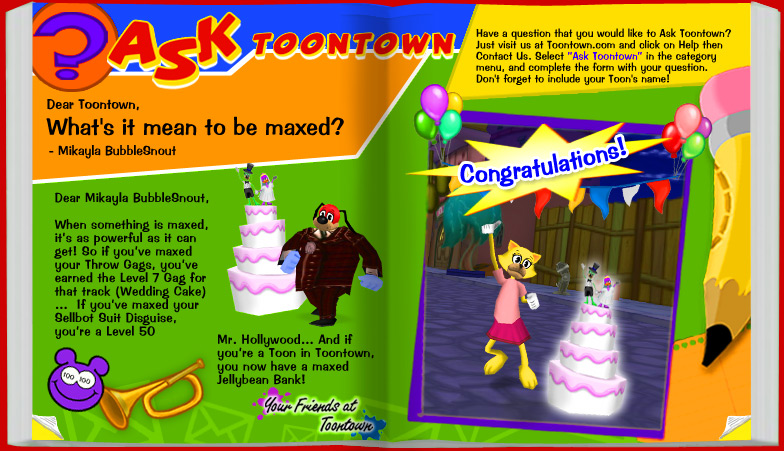 ?
ASK TOONTOWN
Have a question that you would like to Ask Toontown?
Just visit us at Toontown.com and click on Help then
Contact Us. Select "Ask Toontown" in the category
menu, and complete the form with your question.
Don't forget to include your Toon's name!
Dear Toontown,
What's it mean to be maxed?
- Mikayla BubbleSnout
Dear Mikayla BubbleSnout,
When something is maxed,
it's as powerful as it can
get! So if you've maxed
your Throw Gags, you've
earned the Level 7 Gag for
that track (Wedding Cake)
... If you've maxed your
Sellbot Suit Disguise,
you're a Level 50
Mr. Hollywood... And if
you're a Toon in Toontown,
you now have a maxed
Jellybean Bank!
Your Friends at
Toontown
TOO TOO
Congratulations!